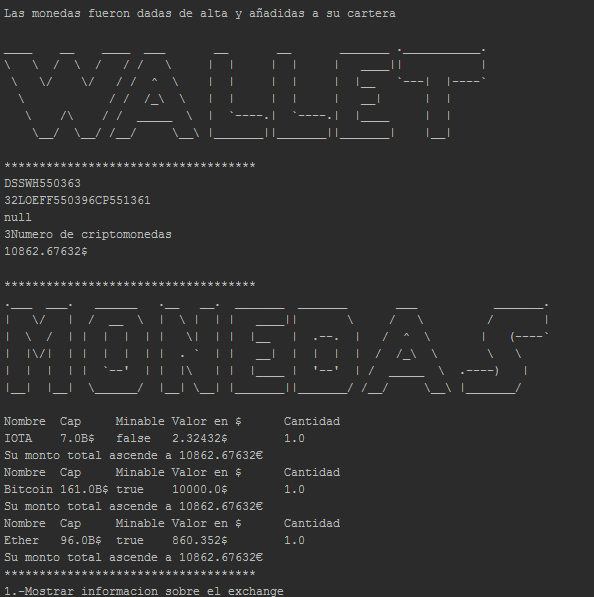 Las monedas fueron dadas de alta y añadidas a su cartera
WALLET
************************************
DSSWH550363
32LOEFF550396CP551361
null
3Numero de criptomonedas
10862.67632$
************************************
MONEDAS
Nombre Cap Minable Valor en $ Cantidad
IOTA 7.0B$ false 2.32432$ 1.0
Su monto total asciende a 10862.67632€
Nombre Cap Minable Valor en $ Cantidad
Bitcoin 161.0B$ true 10000.0$ 1.0
Su monto total asciende a 10862.67632€
Nombre Cap Minable Valor en $ Cantidad
Ether 96.0B$ true 860.352$ 1.0
Su monto total asciende a 10862.67632€
************************************
1.-Mostrar informacion sobre el exchange